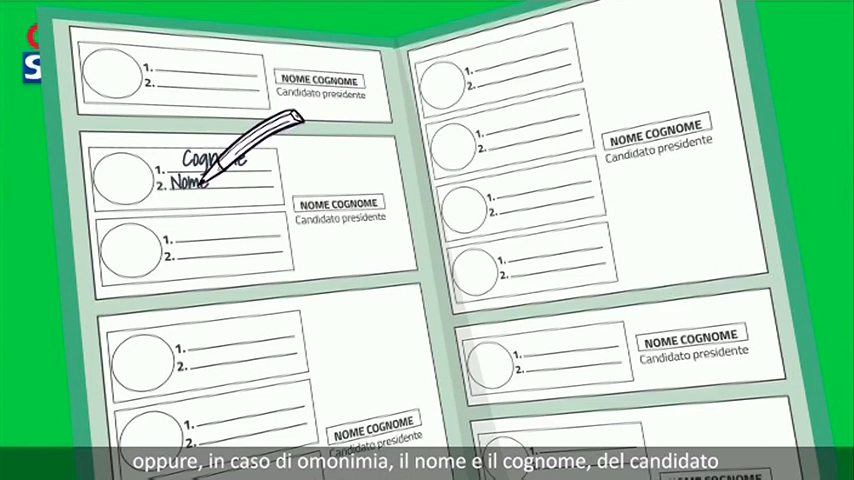 S
1.
2.
NOME COGNOME
Candidato presidente
1. Cognome
2. Nome
1.
2.
NOME COGNOME
Candidato presidente
1.
2.
1.
2.
NOME COGNOME
Candidato presidente
1.
2.
1.
2.
1.
2.
1.
2.
NOME COGNOME
Candidato presidente
1.
2.
NOME COGNOME
Candidato presidente
1.
NOME COGNOME
oppure, in caso di omonimia, il nome e il cognome, del candidato